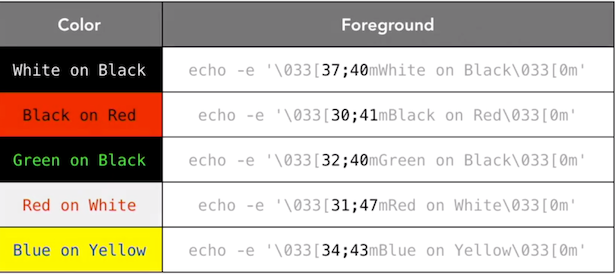 Color Foreground
White on Black echo -e '\033[37;40mWhite on Black\033[0m'
Black on Red echo -e '\033[30;41mBlack on Red\033[0m'
Green on Black echo -e '\033[32;40mGreen on Black\033[0m'
Red on White echo -e '\033[31;47mRed on White\033[0m'
Blue on Yellow echo -e '\033[34;43mBlue on Yellow\033[0m'